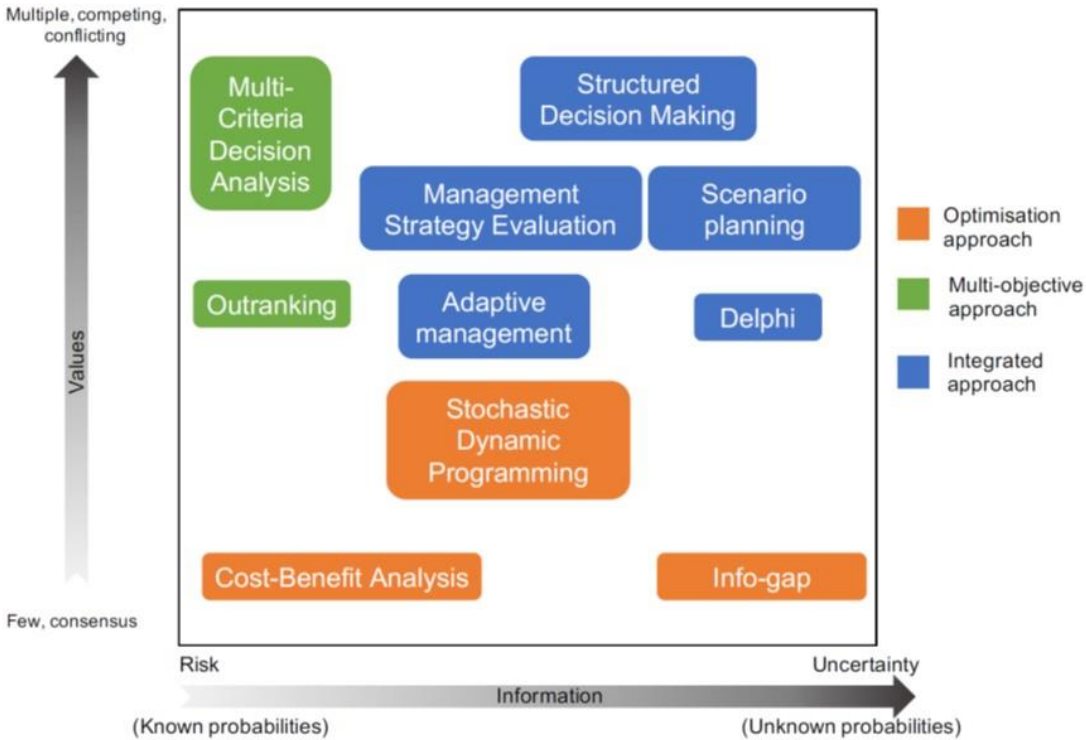 Multiple, competing,
conflicting
Multi-
Criteria
Decision
Analysis
Structured
Decision Making
Management
Strategy Evaluation
Scenario
planning
Optimisation
approach
Outranking
Adaptive
management
Delphi
Multi-objective
approach
Values
Integrated
approach
Stochastic
Dynamic
Programming
Cost-Benefit Analysis
Info-gap
Few, consensus
Risk
Uncertainty
Information
(Known probabilities)
(Unknown probabilities)